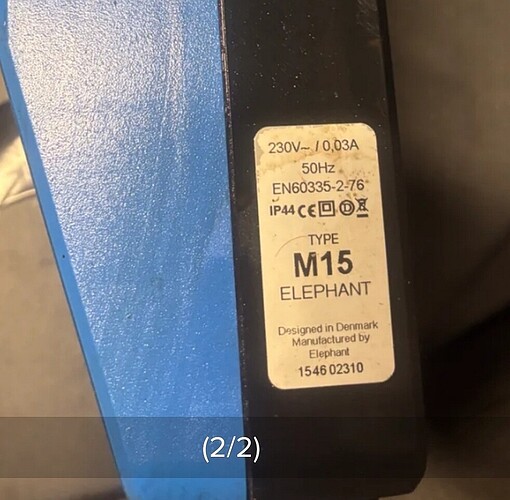 230V~ / 0,03A
50Hz
EN60335-2-76
IP44 CE D
TYPE
M15
ELEPHANT
Designed in Denmark
Manufactured by
Elephant
1546 02310
(2/2)